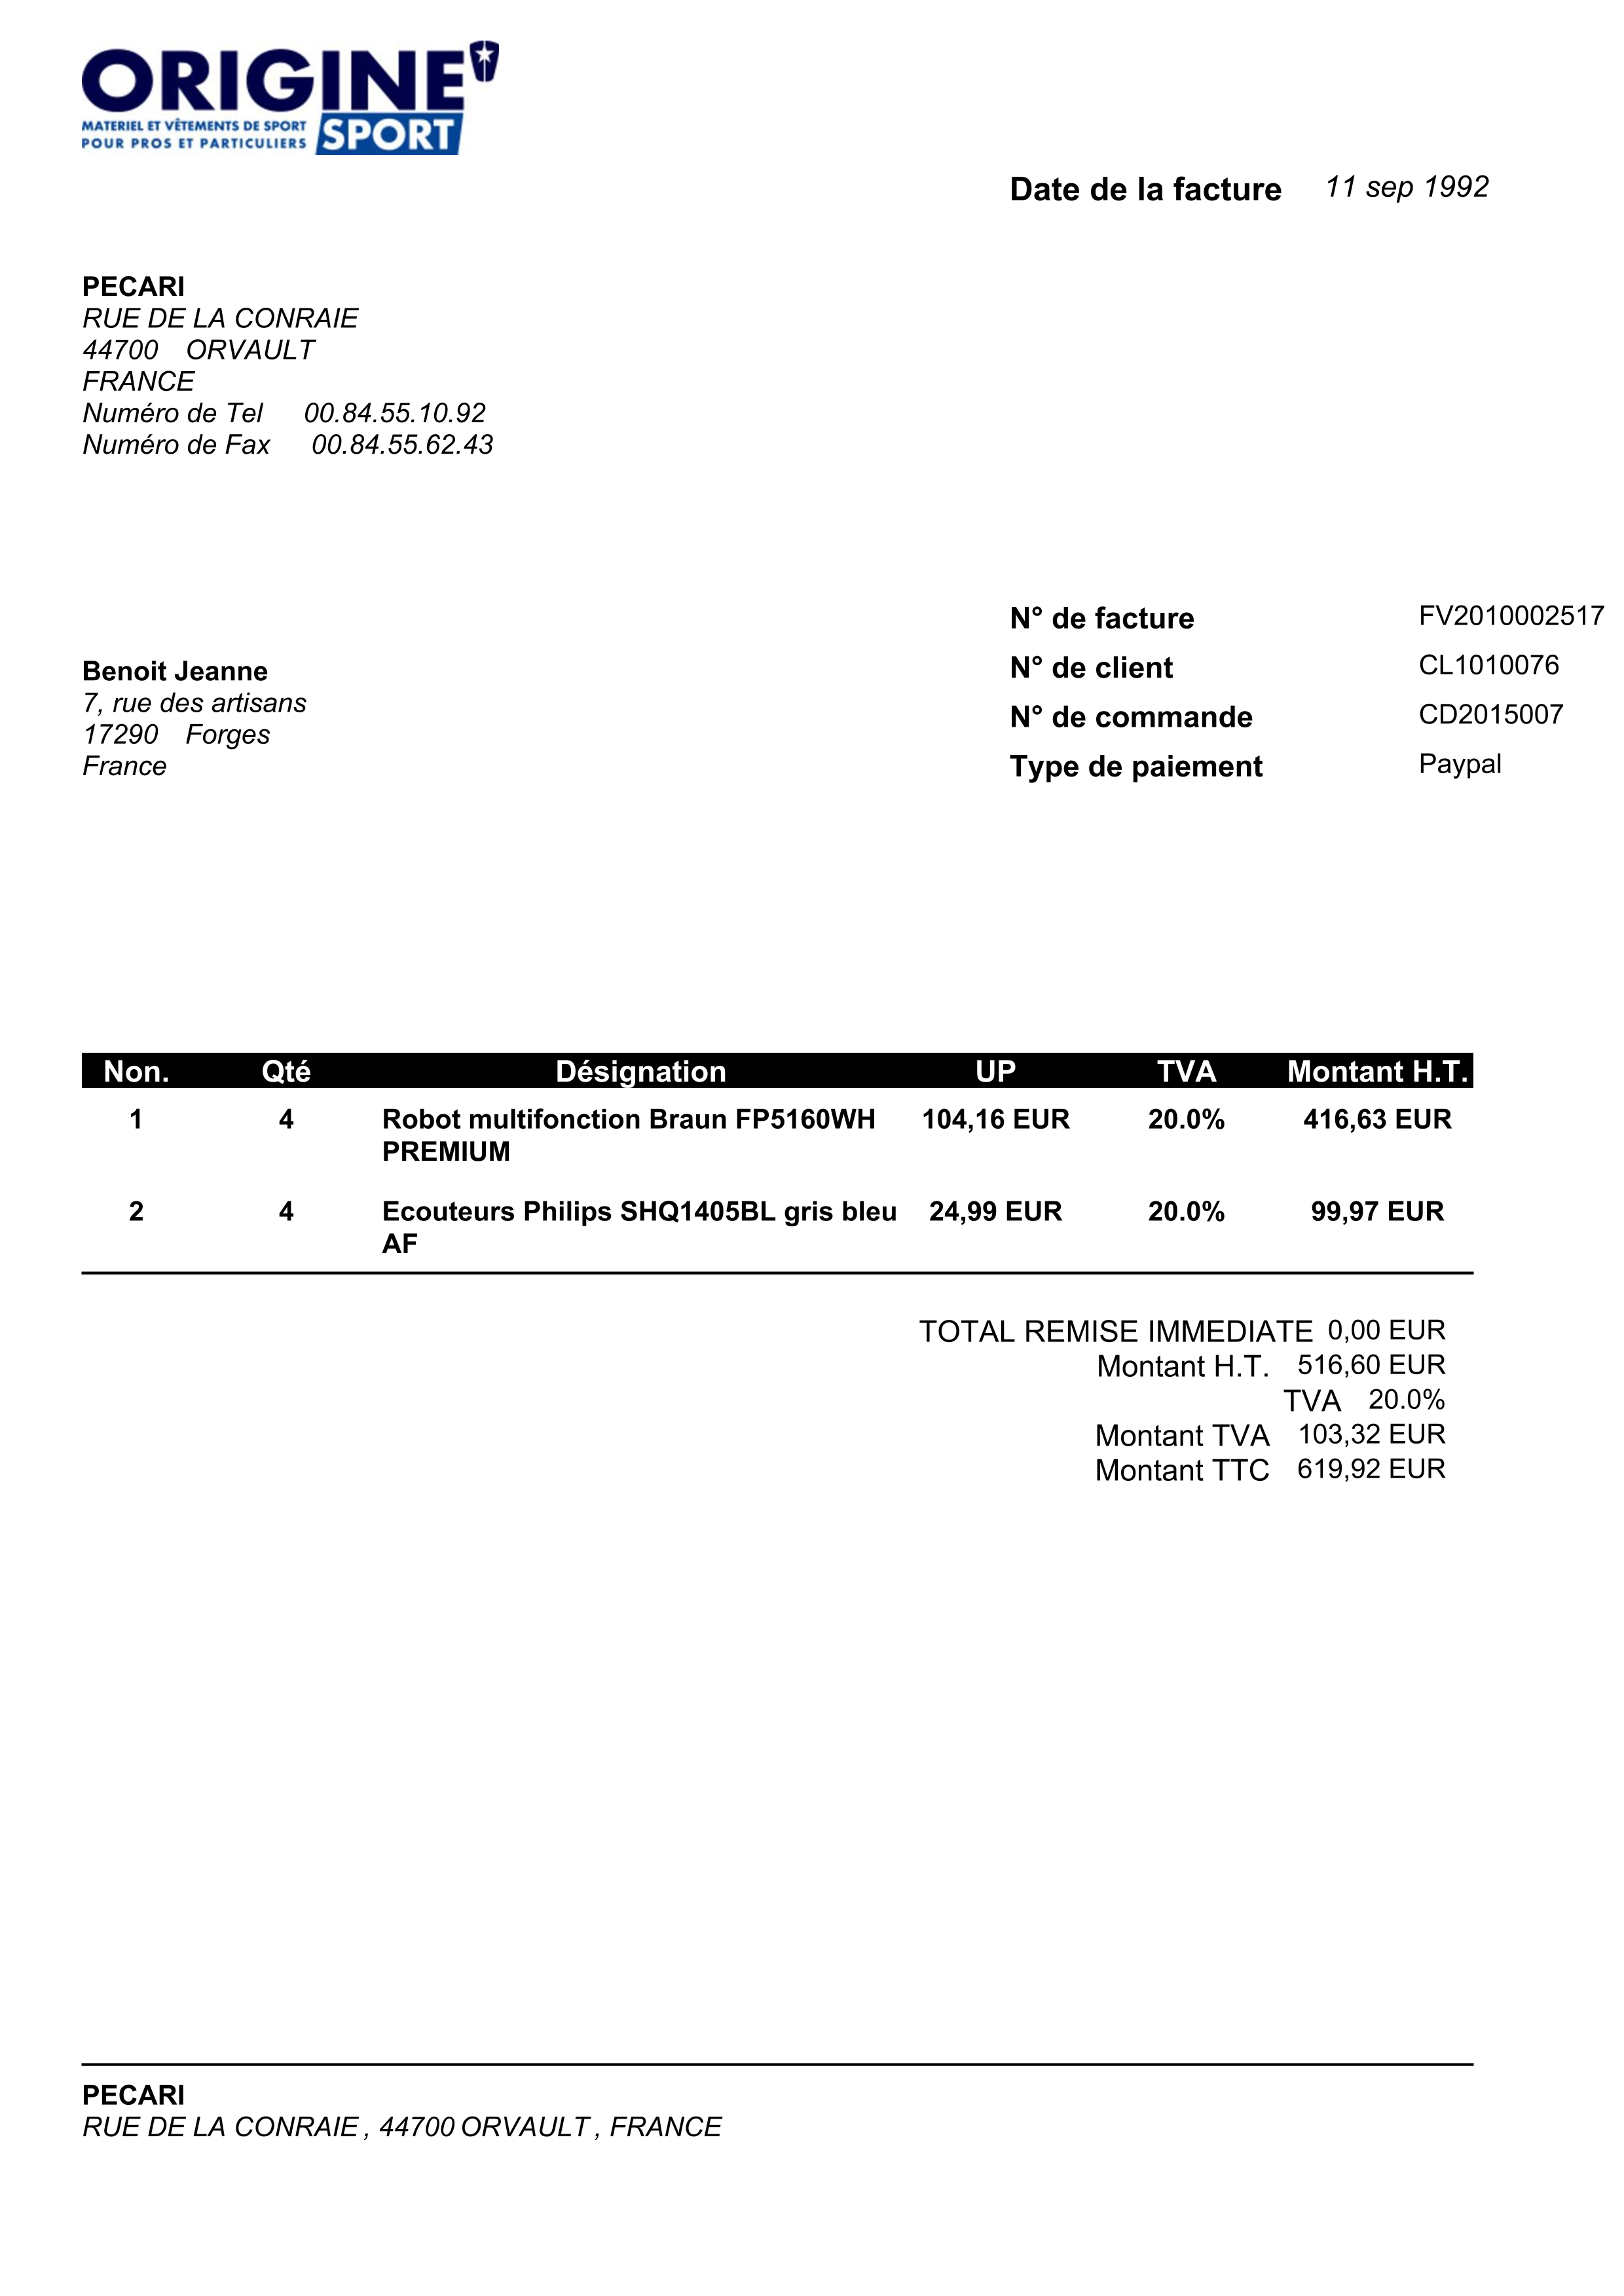 ORIGINE
MATERIEL ET VÊTEMENTS DE SPORT
POUR PROS ET PARTICULIERS
SPORT
Date de la facture 11 sep 1992
PECARI
RUE DE LA CONRAIE
44700 ORVAULT
FRANCE
Numéro de Tel 00.84.55.10.92
Numéro de Fax 00.84.55.62.43
N° de facture FV2010002517
N° de client CL1010076
N° de commande CD2015007
Type de paiement Paypal
Benoit Jeanne
7, rue des artisans
17290 Forges
France
Non. Qté Désignation UP TVA Montant H.T.
1 4 Robot multifonction Braun FP5160WH 104,16 EUR 20.0% 416,63 EUR
PREMIUM
2 4 Ecouteurs Philips SHQ1405BL gris bleu 24,99 EUR 20.0% 99,97 EUR
AF
TOTAL REMISE IMMEDIATE 0,00 EUR
Montant H.T. 516,60 EUR
TVA 20.0%
Montant TVA 103,32 EUR
Montant TTC 619,92 EUR
PECARI
RUE DE LA CONRAIE , 44700 ORVAULT , FRANCE